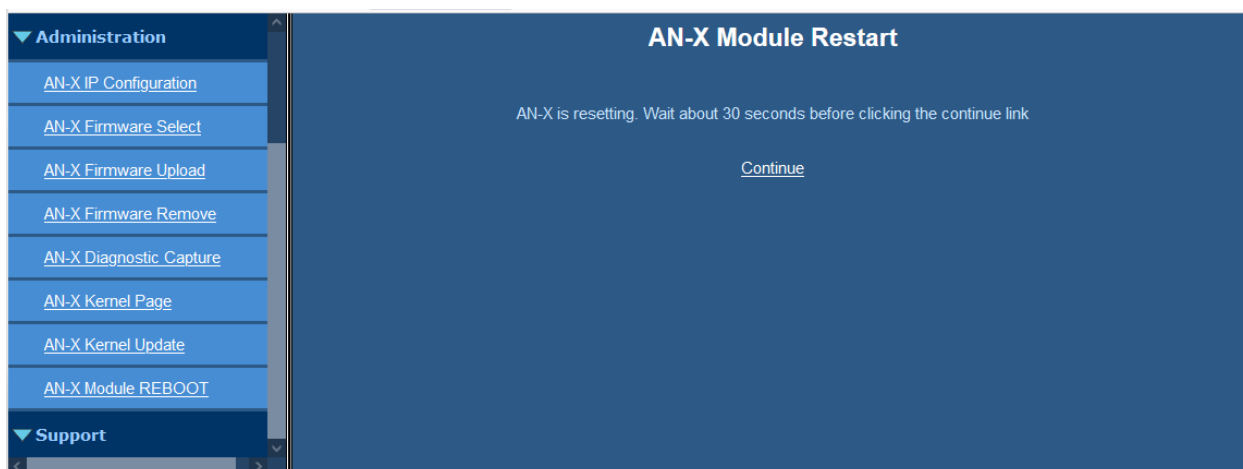 Administration
AN-X IP Configuration
AN-X Firmware Select
AN-X Firmware Upload
AN-X Firmware Remove
AN-X Diagnostic Capture
AN-X Kernel Page
AN-X Kernel Update
AN-X Module REBOOT
Support
AN-X Module Restart
AN-X is resetting. Wait about 30 seconds before clicking the continue link
Continue